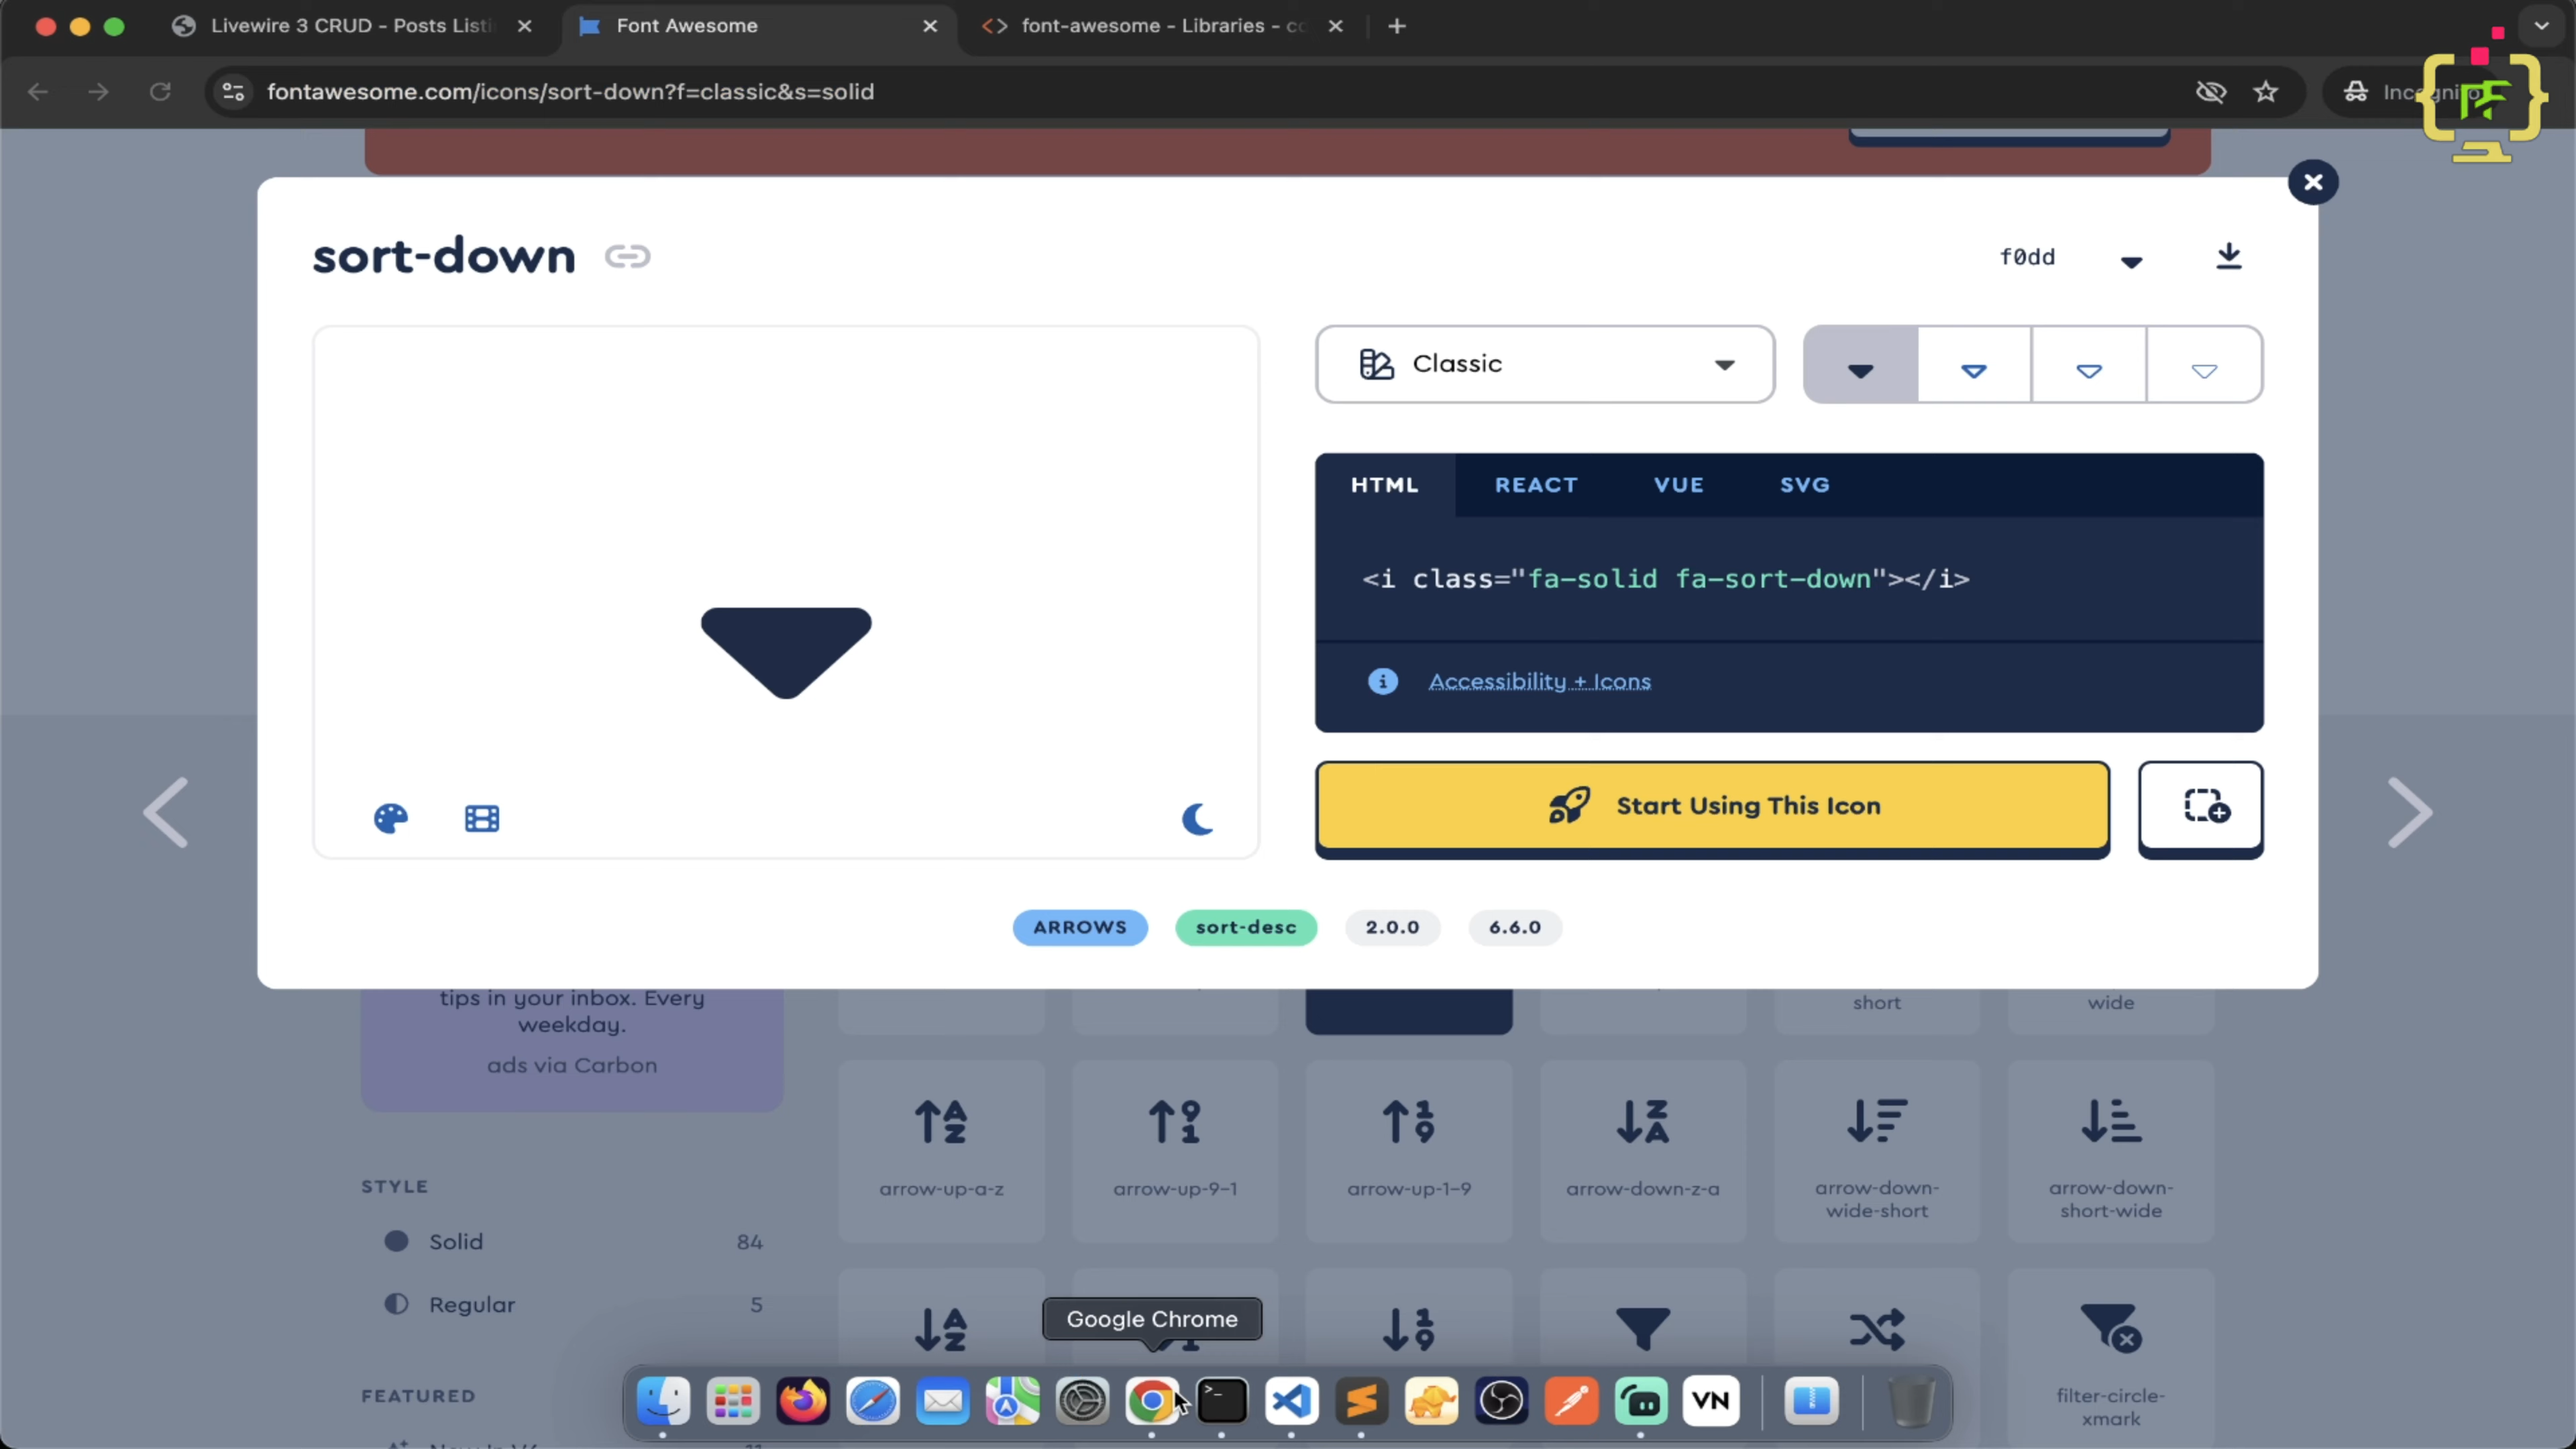 Livewire 3 CRUD - Posts Listi
Font Awesome
font-awesome - Libraries - cd
fontawesome.com/icons/sort-down?f=classic&s=solid
Incognito
sort-down
f0dd
Classic
HTML
REACT
VUE
SVG
<i class="fa-solid fa-sort-down"></i>
Accessibility + Icons
Start Using This Icon
ARROWS
sort-desc
2.0.0
6.6.0
tips in your inbox. Every
weekday.
ads via Carbon
short
wide
arrow-up-a-z
arrow-up-9-1
arrow-up-1-9
arrow-down-z-a
arrow-down-
wide-short
arrow-down-
short-wide
STYLE
Solid
84
Regular
5
FEATURED
filter-circle-
xmark
Google Chrome
VN